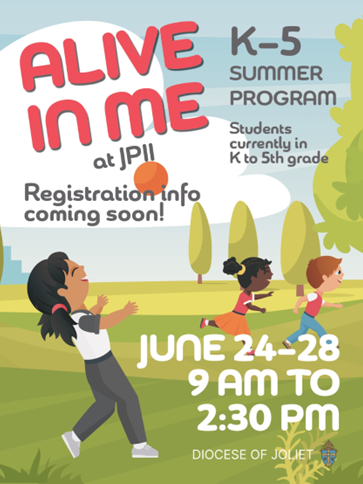 ALIVE
IN ME
at JPII
K-5
SUMMER
PROGRAM
Students
currently in
K to 5th grade
Registration info
coming soon!
JUNE 24-28
9 AM TO
2:30 PM
DIOCESE OF JOLIET